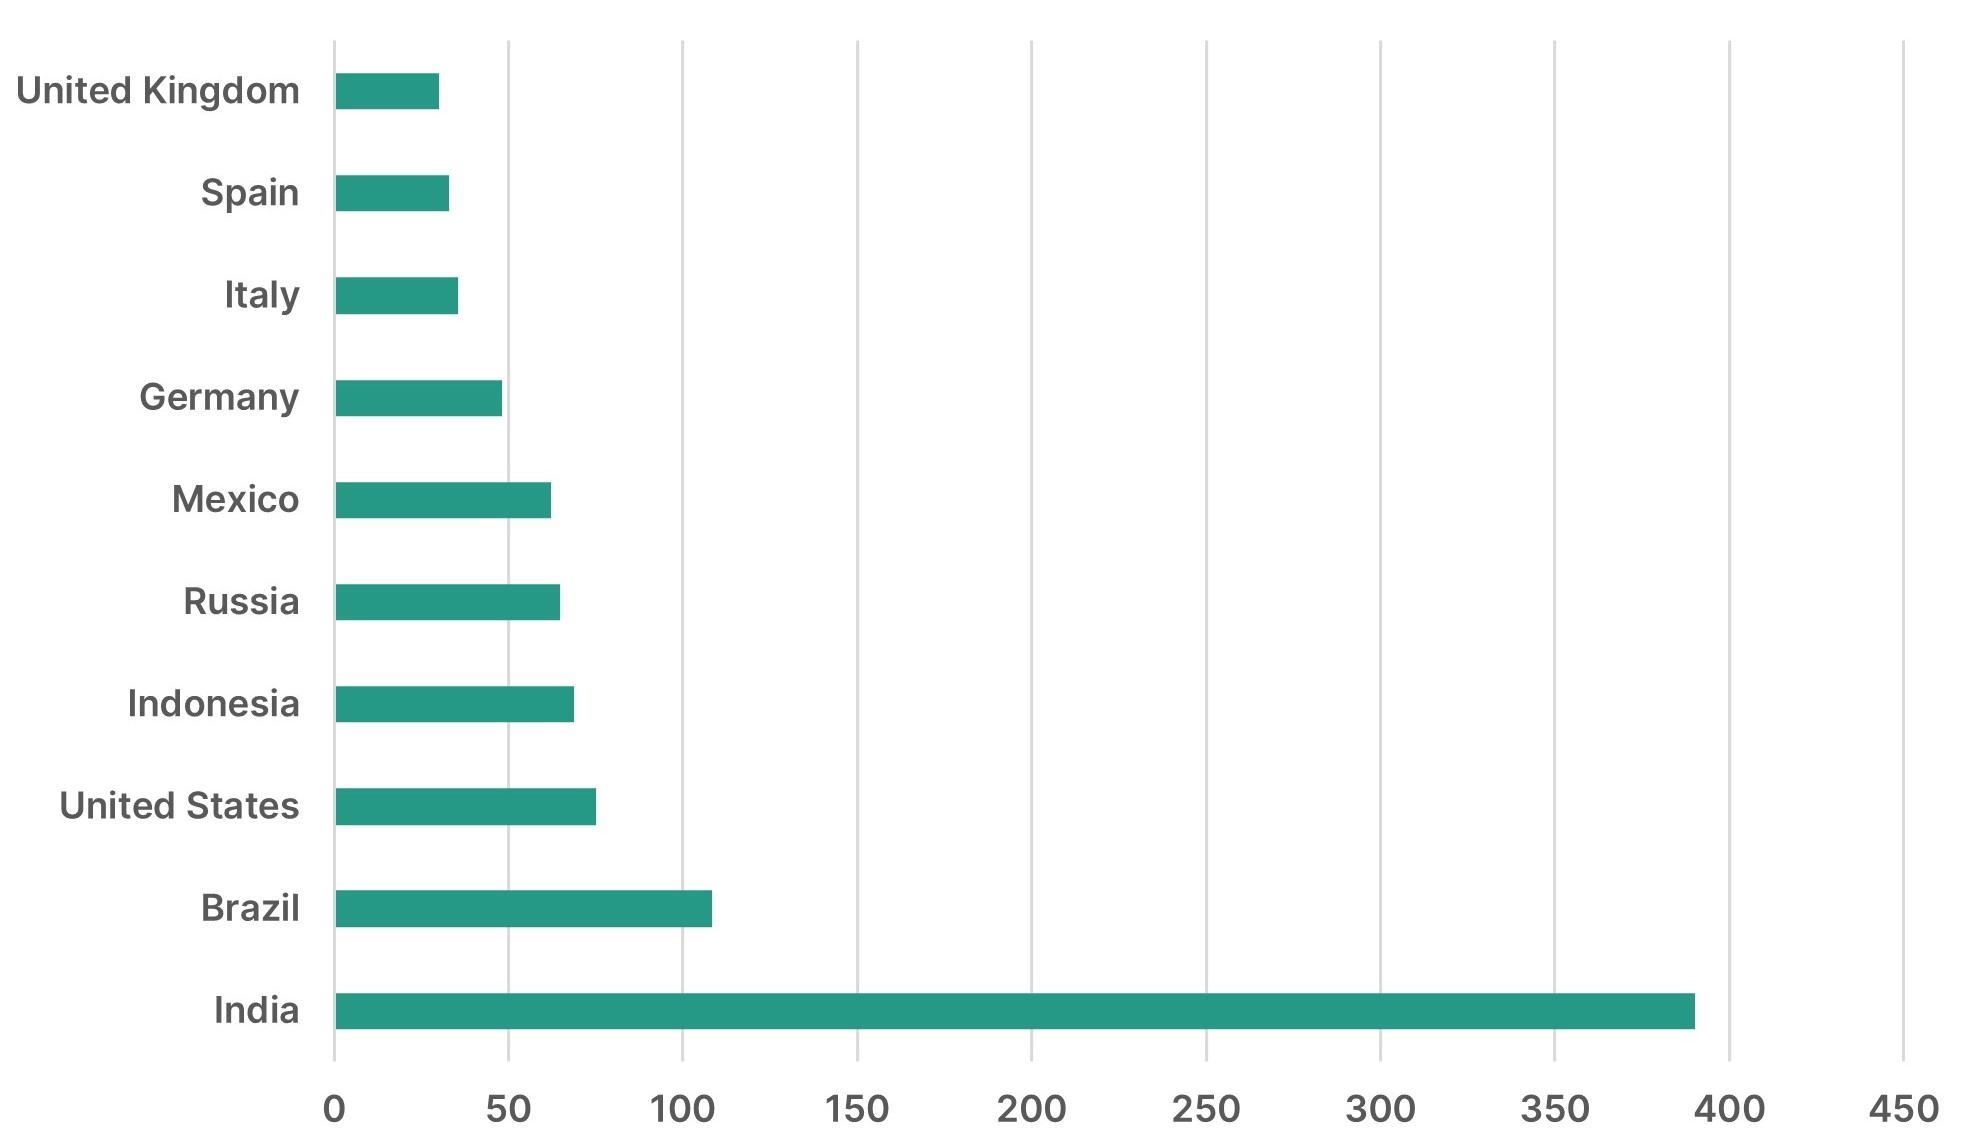 United Kingdom
Spain
Italy
Germany
Mexico
Russia
Indonesia
United States
Brazil
India
0 50 100 150 200 250 300 350 400 450